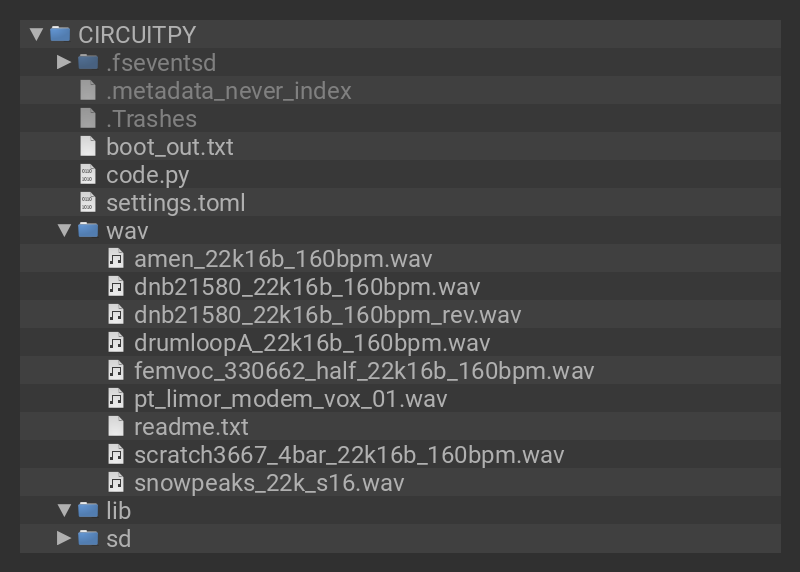 CIRCUITPY
.fseventsd
.metadata_never_index
.Trashes
boot_out.txt
code.py
settings.toml
wav
amen_22k16b_160bpm.wav
dnb21580_22k16b_160bpm.wav
dnb21580_22k16b_160bpm_rev.wav
drumloopA_22k16b_160bpm.wav
femvoc_330662_half_22k16b_160bpm.wav
pt_limor_modem_vox_01.wav
readme.txt
scratch3667_4bar_22k16b_160bpm.wav
snowpeaks_22k_s16.wav
lib
sd